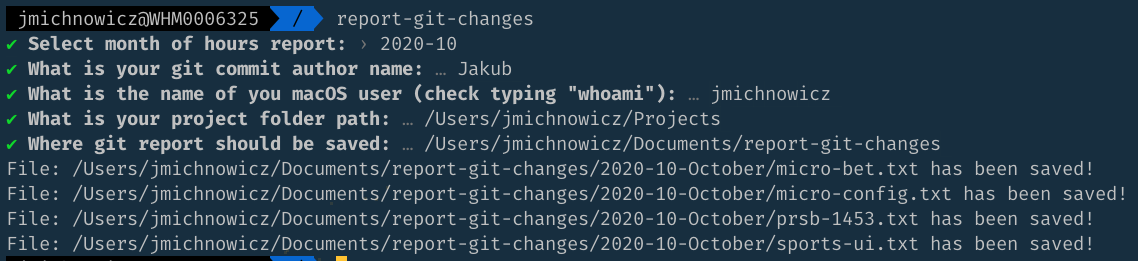 jmichnowicz@WHM0006325 / report-git-changes
✔ Select month of hours report: › 2020-10
✔ What is your git commit author name: … Jakub
✔ What is the name of you macOS user (check typing "whoami"): … jmichnowicz
✔ What is your project folder path: … /Users/jmichnowicz/Projects
✔ Where git report should be saved: … /Users/jmichnowicz/Documents/report-git-changes
File: /Users/jmichnowicz/Documents/report-git-changes/2020-10-October/micro-bet.txt has been saved!
File: /Users/jmichnowicz/Documents/report-git-changes/2020-10-October/micro-config.txt has been saved!
File: /Users/jmichnowicz/Documents/report-git-changes/2020-10-October/prsb-1453.txt has been saved!
File: /Users/jmichnowicz/Documents/report-git-changes/2020-10-October/sports-ui.txt has been saved!